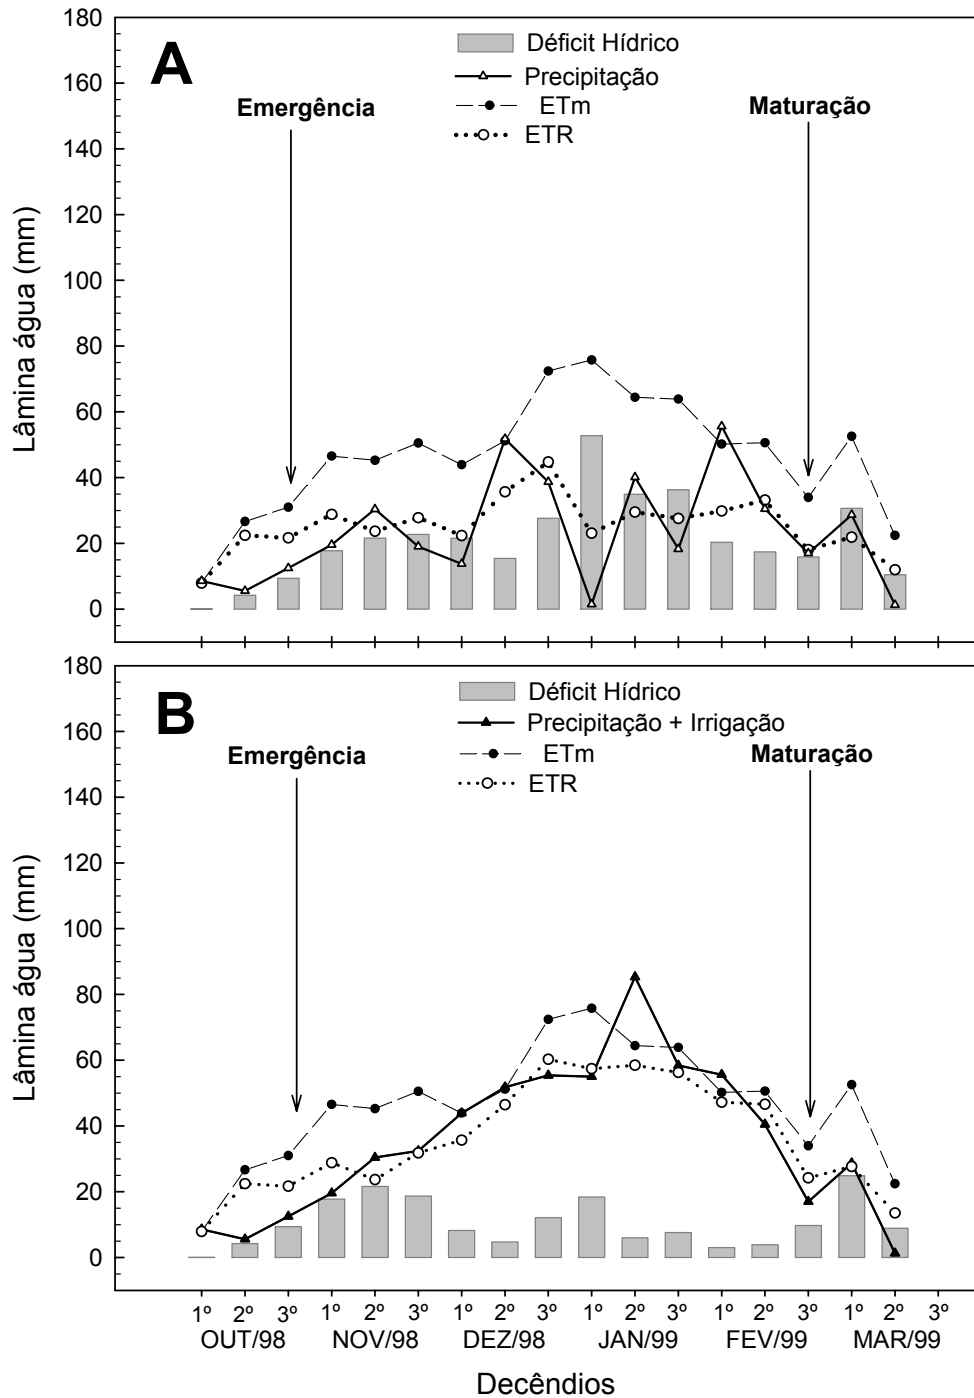 A
Déficit Hídrico
Precipitação
ETm
ETR
Emergência
Maturação
Lâmina água (mm)
180
160
140
120
100
80
60
40
20
0
B
Déficit Hídrico
Precipitação + Irrigação
ETm
ETR
Emergência
Maturação
Lâmina água (mm)
180
160
140
120
100
80
60
40
20
0
1º 2º 3º 1º 2º 3º 1º 2º 3º 1º 2º 3º 1º 2º 3º 1º 2º 3º
OUT/98 NOV/98 DEZ/98 JAN/99 FEV/99 MAR/99
Decêndios